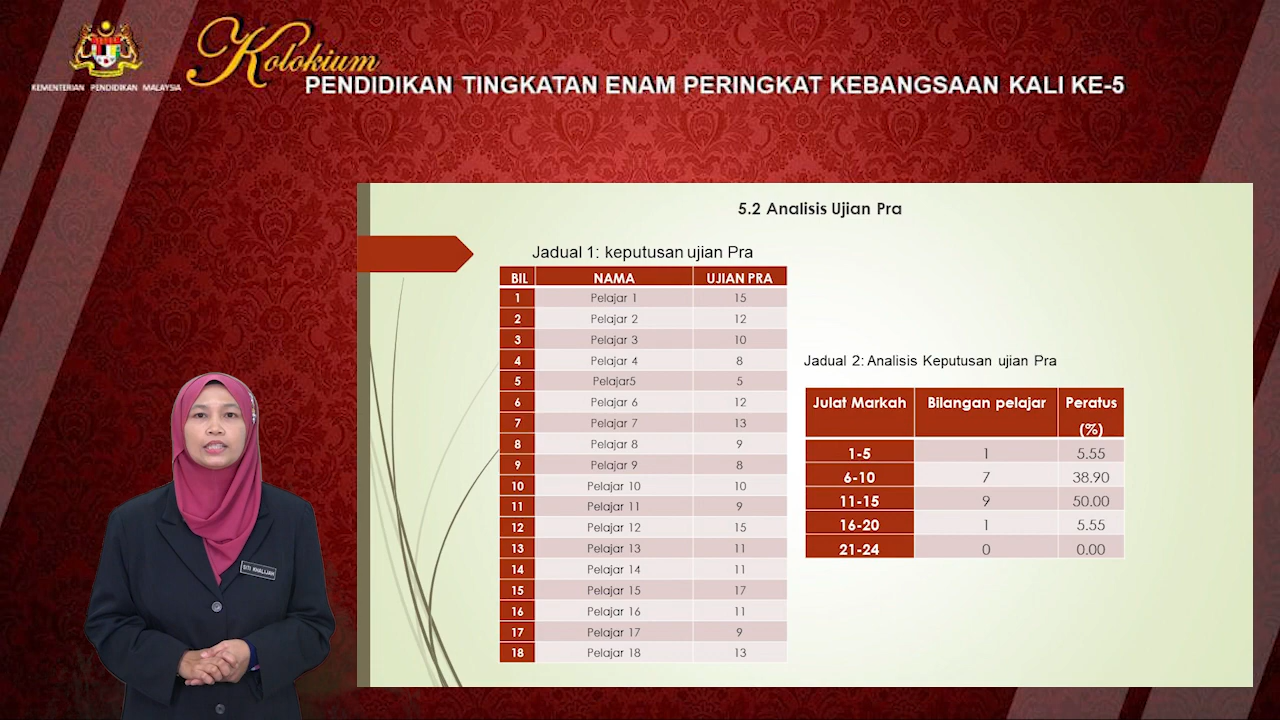 Kolokium
KEMENTERIAN PENDIDIKAN MALAYSIA
PENDIDIKAN TINGKATAN ENAM PERINGKAT KEBANGSAAN KALI KE-5
5.2 Analisis Ujian Pra
Jadual 1: keputusan ujian Pra
BIL NAMA UJIAN PRA
1 Pelajar 1 15
2 Pelajar 2 12
3 Pelajar 3 10
4 Pelajar 4 8
5 Pelajar5 5
6 Pelajar 6 12
7 Pelajar 7 13
8 Pelajar 8 9
9 Pelajar 9 8
10 Pelajar 10 10
11 Pelajar 11 9
12 Pelajar 12 15
13 Pelajar 13 11
14 Pelajar 14 11
15 Pelajar 15 17
16 Pelajar 16 11
17 Pelajar 17 9
18 Pelajar 18 13
Jadual 2: Analisis Keputusan ujian Pra
Julat Markah Bilangan pelajar Peratus
(%)
1-5 1 5.55
6-10 7 38.90
11-15 9 50.00
16-20 1 5.55
21-24 0 0.00
SITI KHALIJAH